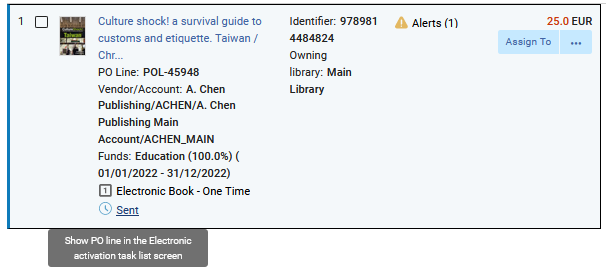 1
Culture shock! a survival guide to
customs and etiquette. Taiwan /
Chr...
PO Line: POL-45948
Vendor/Account: A. Chen
Publishing/ACHEN/A. Chen
Publishing Main
Account/ACHEN_MAIN
Funds: Education (100.0%) (
01/01/2022 - 31/12/2022)
1 Electronic Book - One Time
Sent
Identifier: 978981
4484824
Owning
library: Main
Library
Alerts (1)
25.0 EUR
Assign To
...
Show PO line in the Electronic
activation task list screen